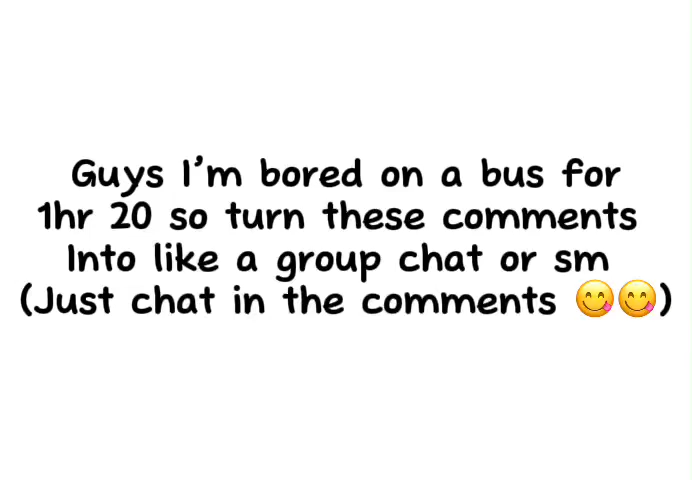 Guys I’m bored on a bus for
1hr 20 so turn these comments
Into like a group chat or sm
(Just chat in the comments 😋😋)